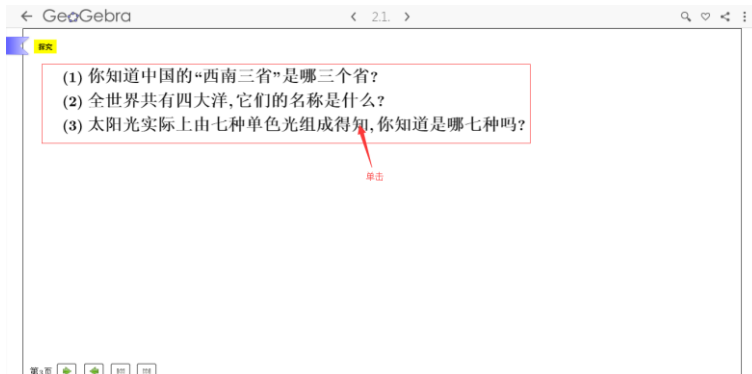 GeoGebra
2.1.
探究
(1) 你知道中国的“西南三省”是哪三个省?
(2) 全世界共有四大洋,它们的名称是什么?
(3) 太阳光实际上由七种单色光组成得知,你知道是哪七种吗?
单击